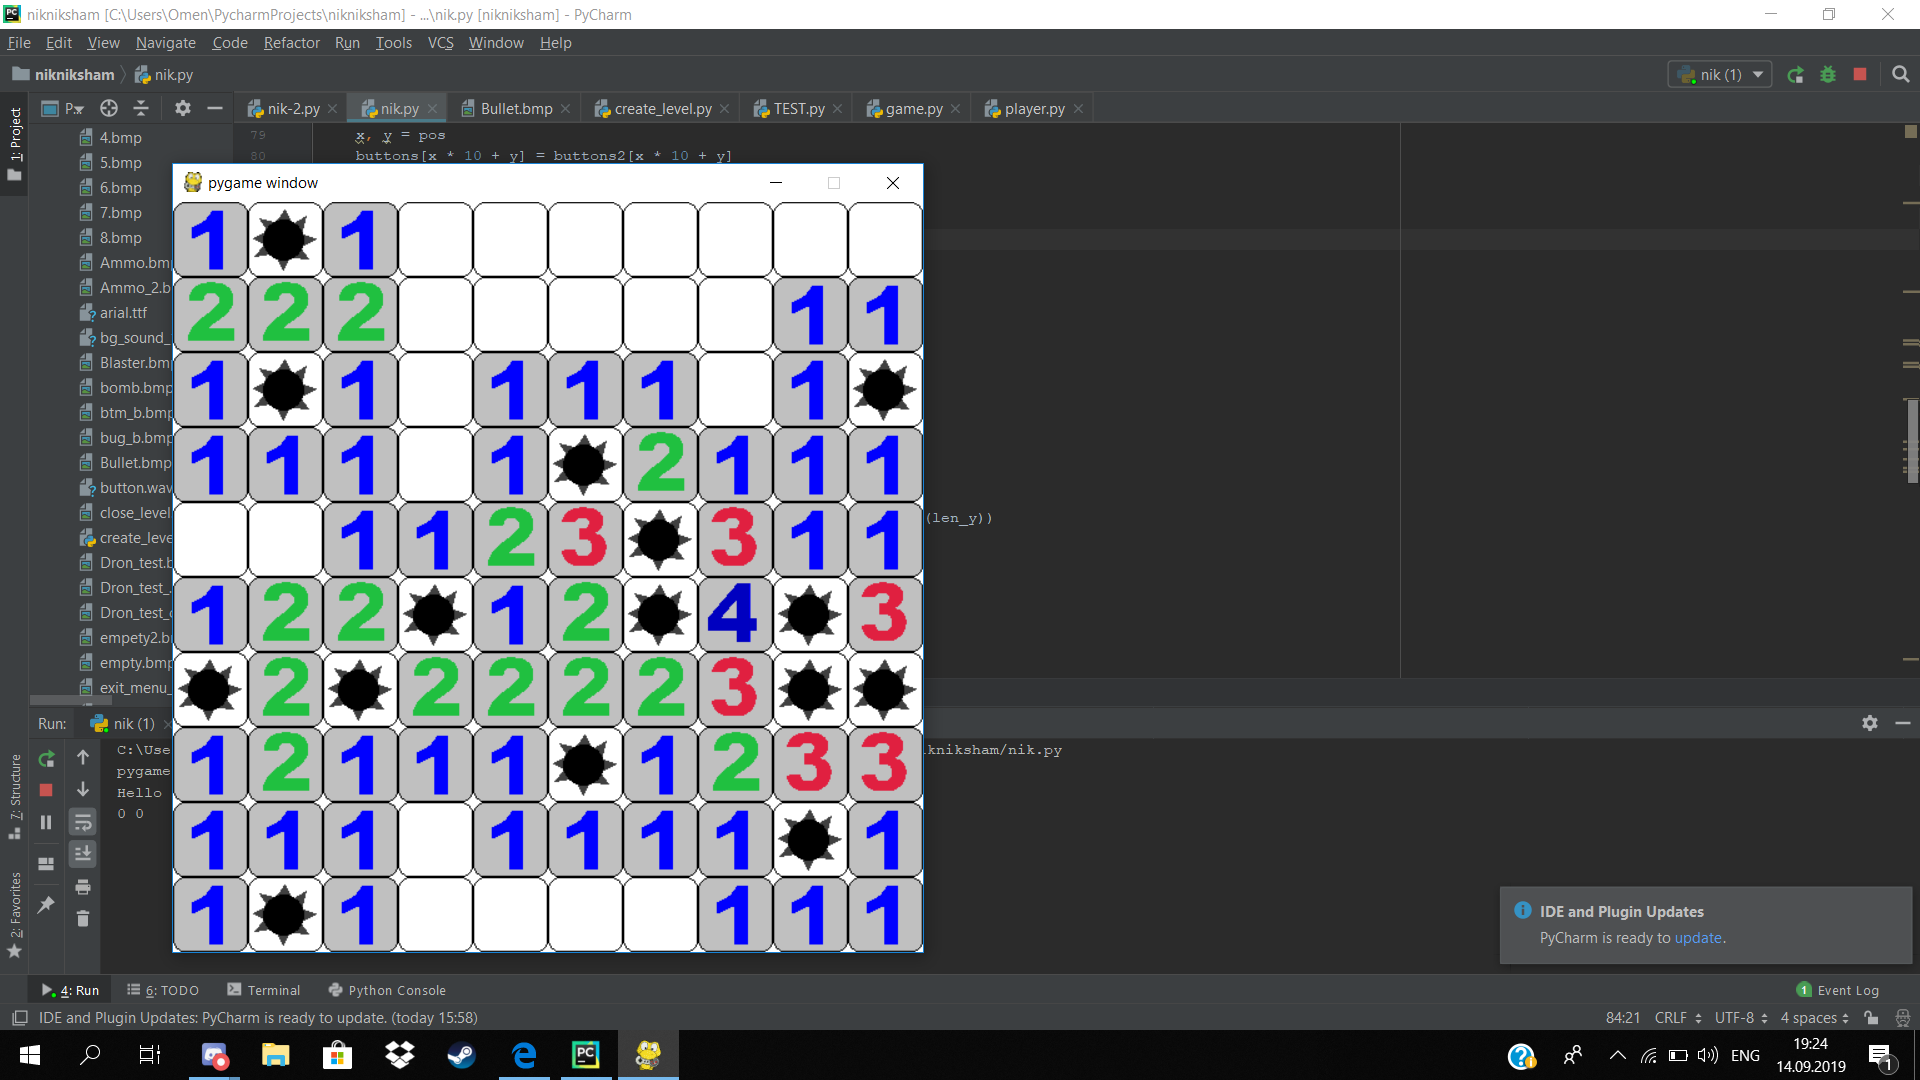 nikniksham [C:\Users\Omen\PycharmProjects\nikniksham] - ...\nik.py [nikniksham] - PyCharm
File Edit View Navigate Code Refactor Run Tools VCS Window Help
nikniksham nik.py nik (1)
1: Project P... nik-2.py nik.py Bullet.bmp create_level.py TEST.py game.py player.py
4.bmp
5.bmp
6.bmp
7.bmp
8.bmp
Ammo.bm
Ammo_2.b
arial.ttf
bg_sound_
Blaster.bm
bomb.bmp
btm_b.bmp
bug_b.bmp
Bullet.bmp
button.wav
close_level
create_leve
Dron_test.b
Dron_test_
Dron_test_
empety2.b
empty.bmp
exit_menu_
79 x, y = pos
80 buttons[x * 10 + y] = buttons2[x * 10 + y]
(len_y))
pygame window
1 1
2 2 2 1 1
1 1 1 1 1 1
1 1 1 1 2 1 1 1
1 1 2 3 3 1 1
1 2 2 1 2 4 3
2 2 2 2 2 3
1 2 1 1 1 1 2 3 3
1 1 1 1 1 1 1 1
1 1 1 1 1
Run: nik (1)
C:\Use kniksham/nik.py
pygame
Hello
0 0
7: Structure
2: Favorites
IDE and Plugin Updates
PyCharm is ready to update.
4: Run 6: TODO Terminal Python Console 1 Event Log
IDE and Plugin Updates: PyCharm is ready to update. (today 15:58) 84:21 CRLF UTF-8 4 spaces
PC
ENG
19:24
14.09.2019
1